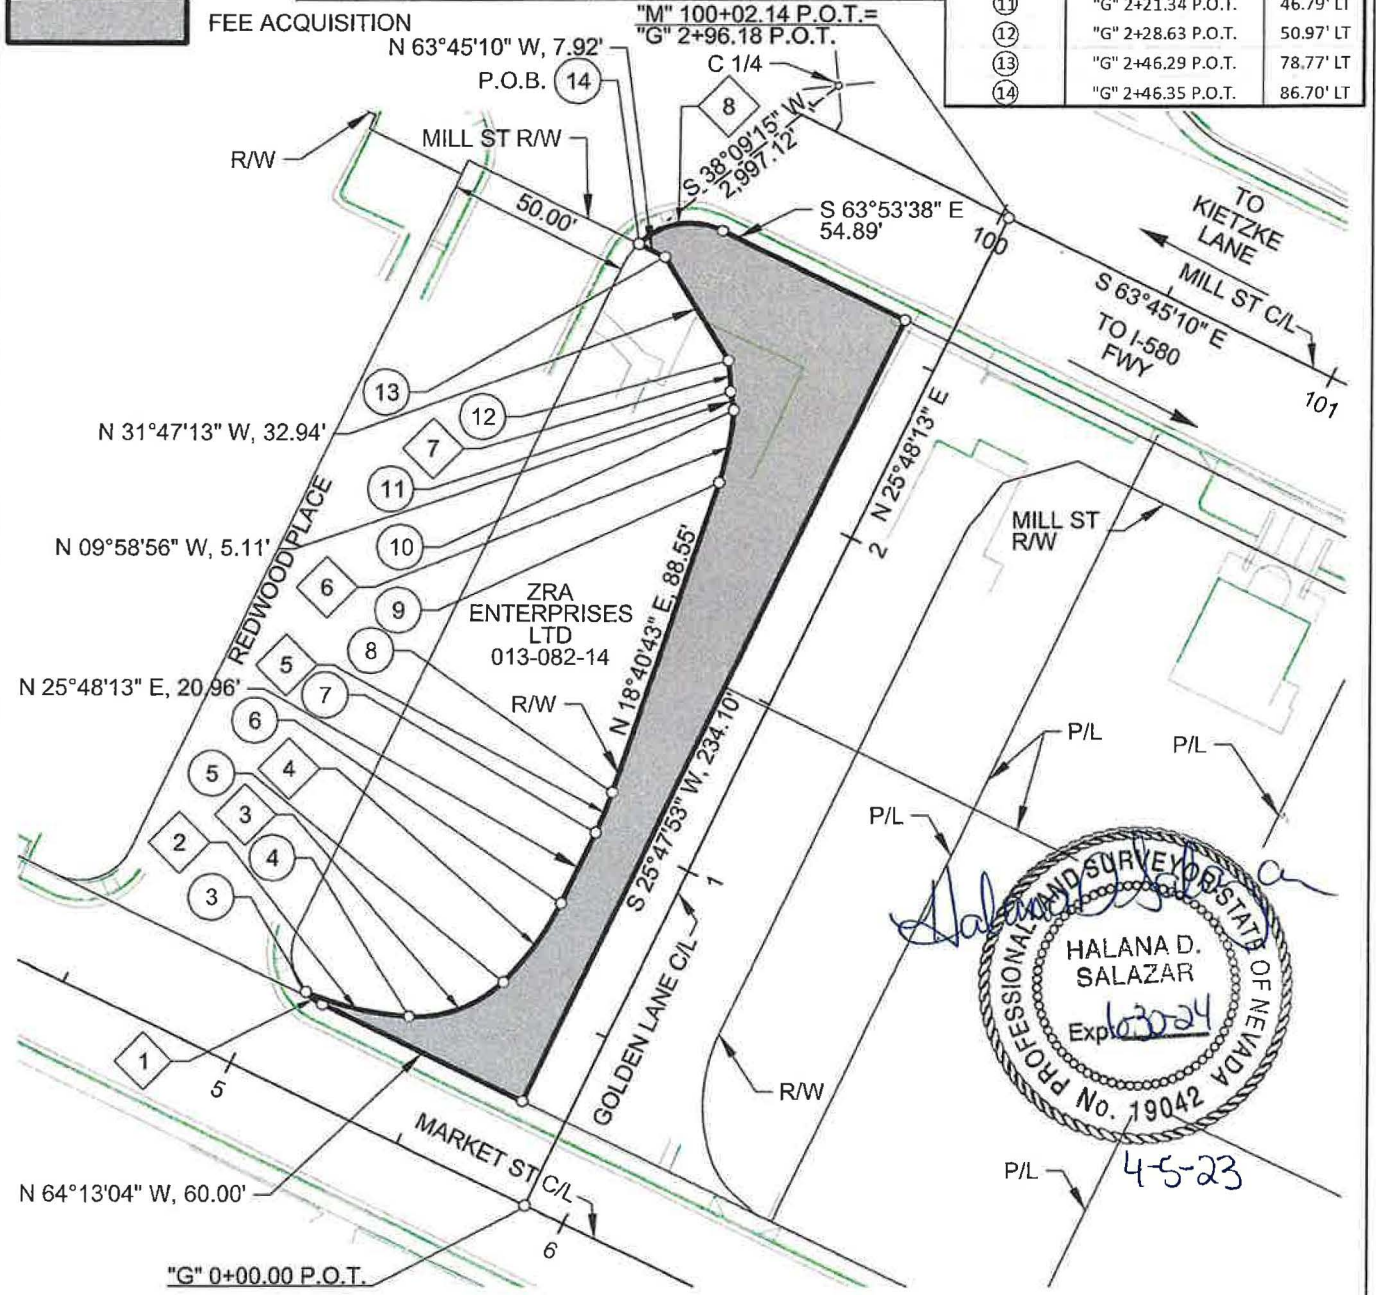 FEE ACQUISITION
⑪ "G" 2+21.34 P.O.T. 46.79' LT
⑫ "G" 2+28.63 P.O.T. 50.97' LT
⑬ "G" 2+46.29 P.O.T. 78.77' LT
⑭ "G" 2+46.35 P.O.T. 86.70' LT
"M" 100+02.14 P.O.T.=
"G" 2+96.18 P.O.T.
N 63°45'10" W, 7.92'
P.O.B. 14
C 1/4
8
R/W
MILL ST R/W
S 38°09'15" W,
2,997.12'
50.00'
S 63°53'38" E
54.89'
100
TO
KIETZKE
LANE
MILL ST C/L
S 63°45'10" E
TO I-580
FWY
101
13
12
N 31°47'13" W, 32.94'
7
11
N 25°48'13" E
2
MILL ST
R/W
REDWOOD PLACE
N 09°58'56" W, 5.11'
10
6
9
ZRA
ENTERPRISES
LTD
013-082-14
8
N 18°40'43" E, 88.55'
5
N 25°48'13" E, 20.96'
7
R/W
6
S 25°47'53" W, 234.10'
P/L
P/L
5
4
P/L
3
2
4
3
1
GOLDEN LANE C/L
PROFESSIONAL LAND SURVEYOR STATE OF NEVADA
HALANA D.
SALAZAR
Exp. 6-30-24
No. 19042
4-5-23
1
5
R/W
MARKET ST C/L
P/L
N 64°13'04" W, 60.00'
6
"G" 0+00.00 P.O.T.